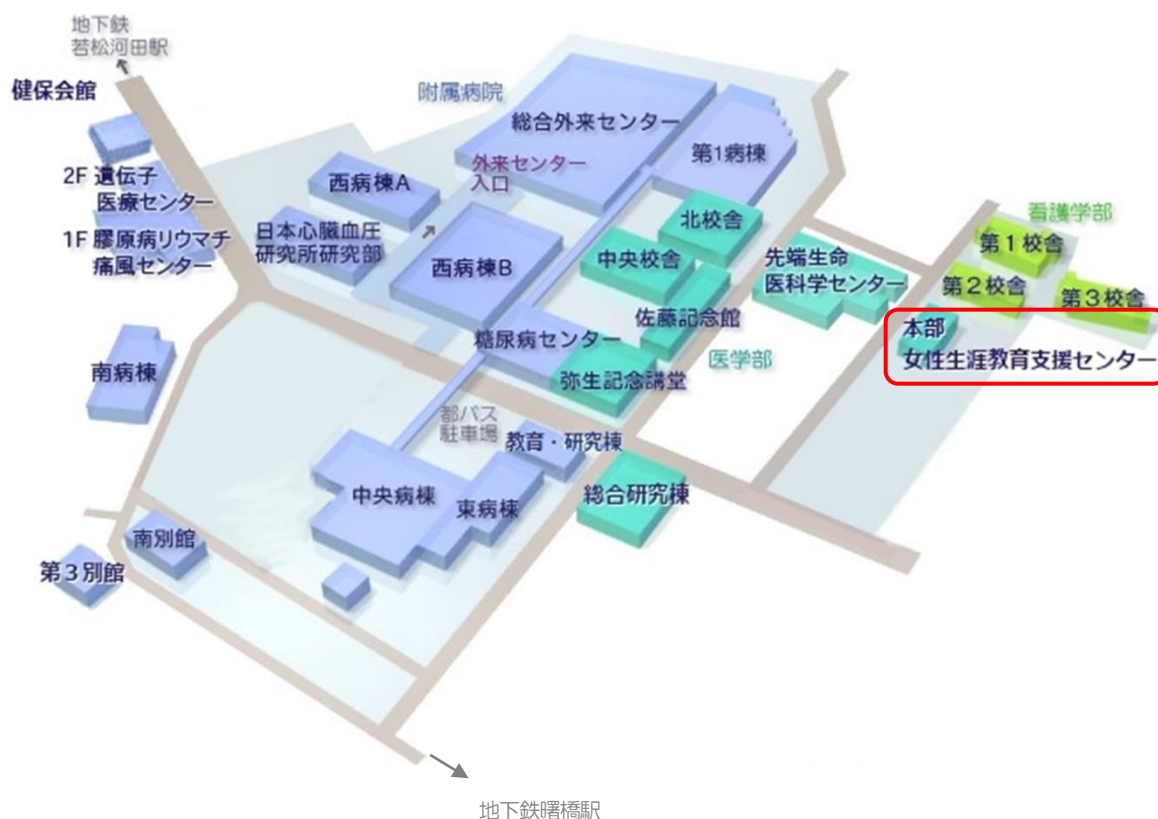 地下鉄
若松河田駅
健保会館
附属病院
総合外来センター
第1病棟
外来センター
入口
西病棟A
2F 遺伝子
医療センター
1F 膠原病リウマチ
痛風センター
日本心臓血圧
研究所研究部
西病棟B
北校舎
中央校舎
先端生命
医科学センター
看護学部
第1校舎
第2校舎
第3校舎
佐藤記念館
本部
女性生涯教育支援センター
糖尿病センター
医学部
弥生記念講堂
南病棟
都バス
駐車場
教育・研究棟
中央病棟
東病棟
総合研究棟
南別館
第3別館
地下鉄曙橋駅